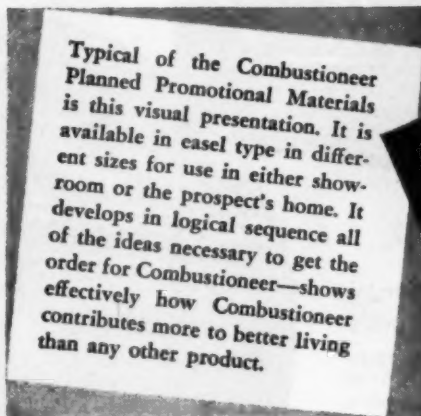 Typical of the Combustioneer
Planned Promotional Materials
is this visual presentation. It is
available in easel type in differ-
ent sizes for use in either show-
room or the prospect's home. It
develops in logical sequence all
of the ideas necessary to get the
order for Combustioneer—shows
effectively how Combustioneer
contributes more to better living
than any other product.